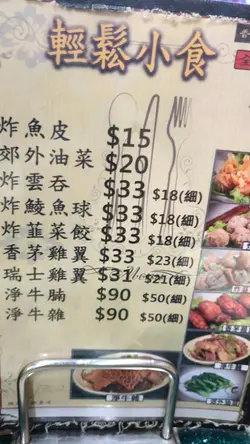 輕鬆小食
炸魚皮 $15
郊外油菜 $20
炸雲吞 $33 $18(細)
炸鯪魚球 $33 $18(細)
炸韮菜餃 $33 $18(細)
香茅雞翼 $33 $23(細)
瑞士雞翼 $31 $21(細)
淨牛腩 $90 $50(細)
淨牛雜 $90 $50(細)
淨牛雜